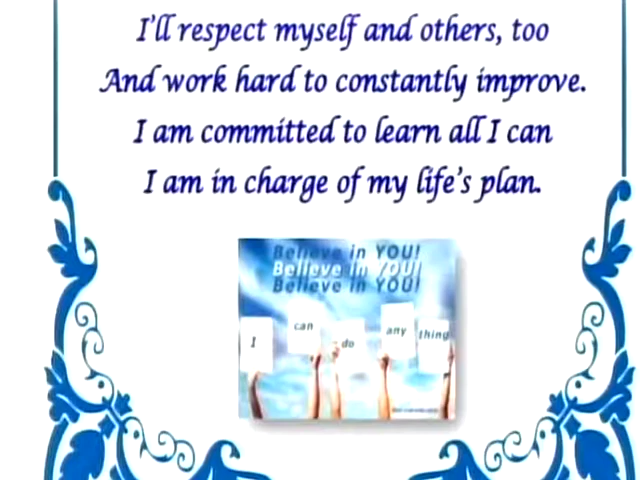 I'll respect myself and others, too
And work hard to constantly improve.
I am committed to learn all I can
I am in charge of my life's plan.
Believe in YOU!
Believe in YOU!
Believe in YOU!
I can do any thing